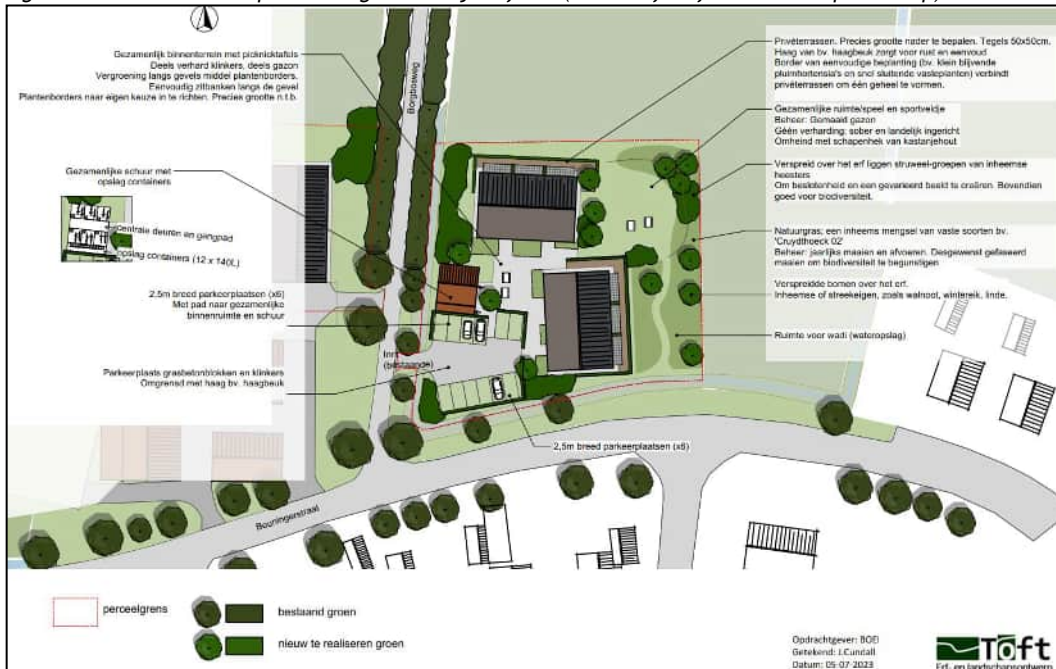 Gezamenlijk binnenterrein met picknicktafels
Deels verhard klinkers, deels gazon
Vergroening langs gevels middel plantenborders.
Eenvoudig zitbanken langs de gevel
Plantenborders naar eigen keuze in te richten. Precies grootte n.t.b.
Gezamenlijke schuur met
opslag containers
centrale deuren en gangpad
opslag containers (12 x 140L)
2,5m breed parkeerplaatsen (x6)
Met pad naar gezamenlijke
binnenruimte en schuur
Parkeerplaats grasbetonblokken en klinkers
Omgrensd met haag bv. haagbeuk
Borgbosweg
Inrit
(bestaande)
Privéterrassen. Precies grootte nader te bepalen. Tegels 50x50cm.
Haag van bv. haagbeuk zorgt voor rust en eenvoud
Border van eenvoudige beplanting (bv. klein blijvende
pluimhortensia's en snel sluitende vasteplanten) verbindt
privéterrassen om één geheel te vormen.
Gezamenlijke ruimte/speel en sportveldje
Beheer: Gemaaid gazon
Géén verharding: sober en landelijk ingericht
Omheind met schapenhek van kastanjehout
Verspreid over het erf liggen struweel-groepen van inheemse
heesters
Om beslotenheid en een gevarieerd beekt te craëren. Bovendien
goed voor biodiversiteit.
Natuurgras; een inheems mengsel van vaste soorten bv.
'Cruydthoeck 02'
Beheer: jaarlijks maaien en afvoeren. Desgewenst gefaseerd
maaien om biodiversiteit te begunstigen
Verspreidde bomen over het erf.
Inheemse of streekeigen, zoals walnoot, wintereik, linde.
Ruimte voor wadi (wateropslag)
2,5m breed parkeerplaatsen (x6)
Beuningerstraat
perceelgrens
bestaand groen
nieuw te realiseren groen
Opdrachtgever: BOEi
Getekend: J.Cundall
Datum: 05-07-2023
Tôft
Erf- en landschapsontwerp